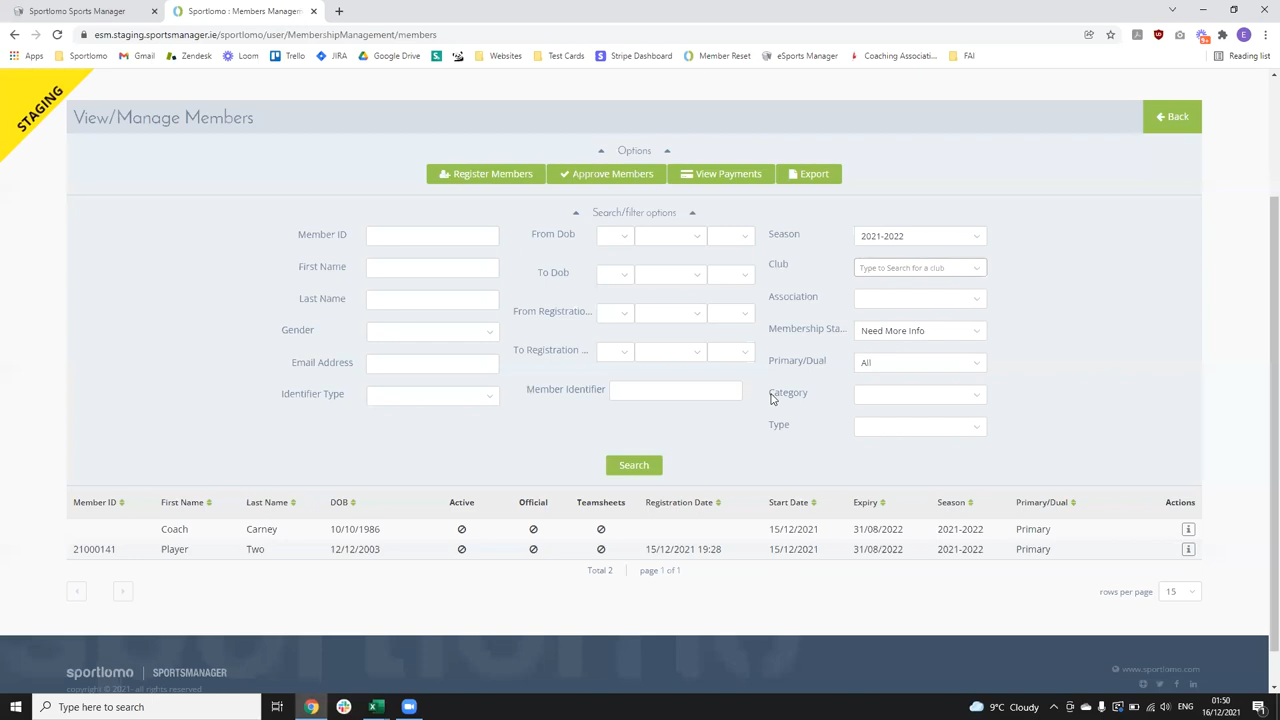 Sportlomo Sports Manager
Sportlomo : Members Manageme
esm.staging.sportsmanager.ie/sportlomo/user/MembershipManagement/members
Apps Sportlomo Gmail Zendesk Loom Trello JIRA Google Drive Websites Test Cards Stripe Dashboard Member Reset eSports Manager Coaching Associati... FAI Reading list
STAGING
View/Manage Members
Back
Options
Register Members Approve Members View Payments Export
Search/filter options
Member ID From Dob Season 2021-2022
First Name To Dob Club Type to Search for a club
Last Name From Registratio... Association
Gender To Registration ... Membership Sta... Need More Info
Email Address Primary/Dual All
Identifier Type Member Identifier Category
Type
Search
Member ID First Name Last Name DOB Active Official Teamsheets Registration Date Start Date Expiry Season Primary/Dual Actions
Coach Carney 10/10/1986 15/12/2021 31/08/2022 2021-2022 Primary
21000141 Player Two 12/12/2003 15/12/2021 19:28 15/12/2021 31/08/2022 2021-2022 Primary
Total 2 page 1 of 1
rows per page 15
sportlomo SPORTSMANAGER
www.sportlomo.com
copyright © 2021- all rights reserved
Type here to search
9°C Cloudy ENG 01:50
16/12/2021